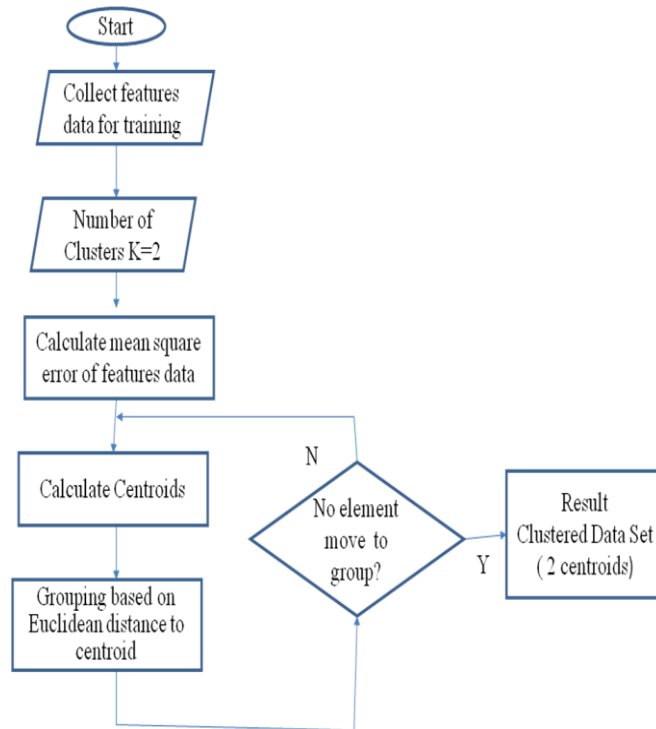 Start
Collect features
data for training
Number of
Clusters K=2
Calculate mean square
error of features data
Calculate Centroids
Grouping based on
Euclidean distance to
centroid
N
No element
move to
group?
Y
Result
Clustered Data Set
( 2 centroids)